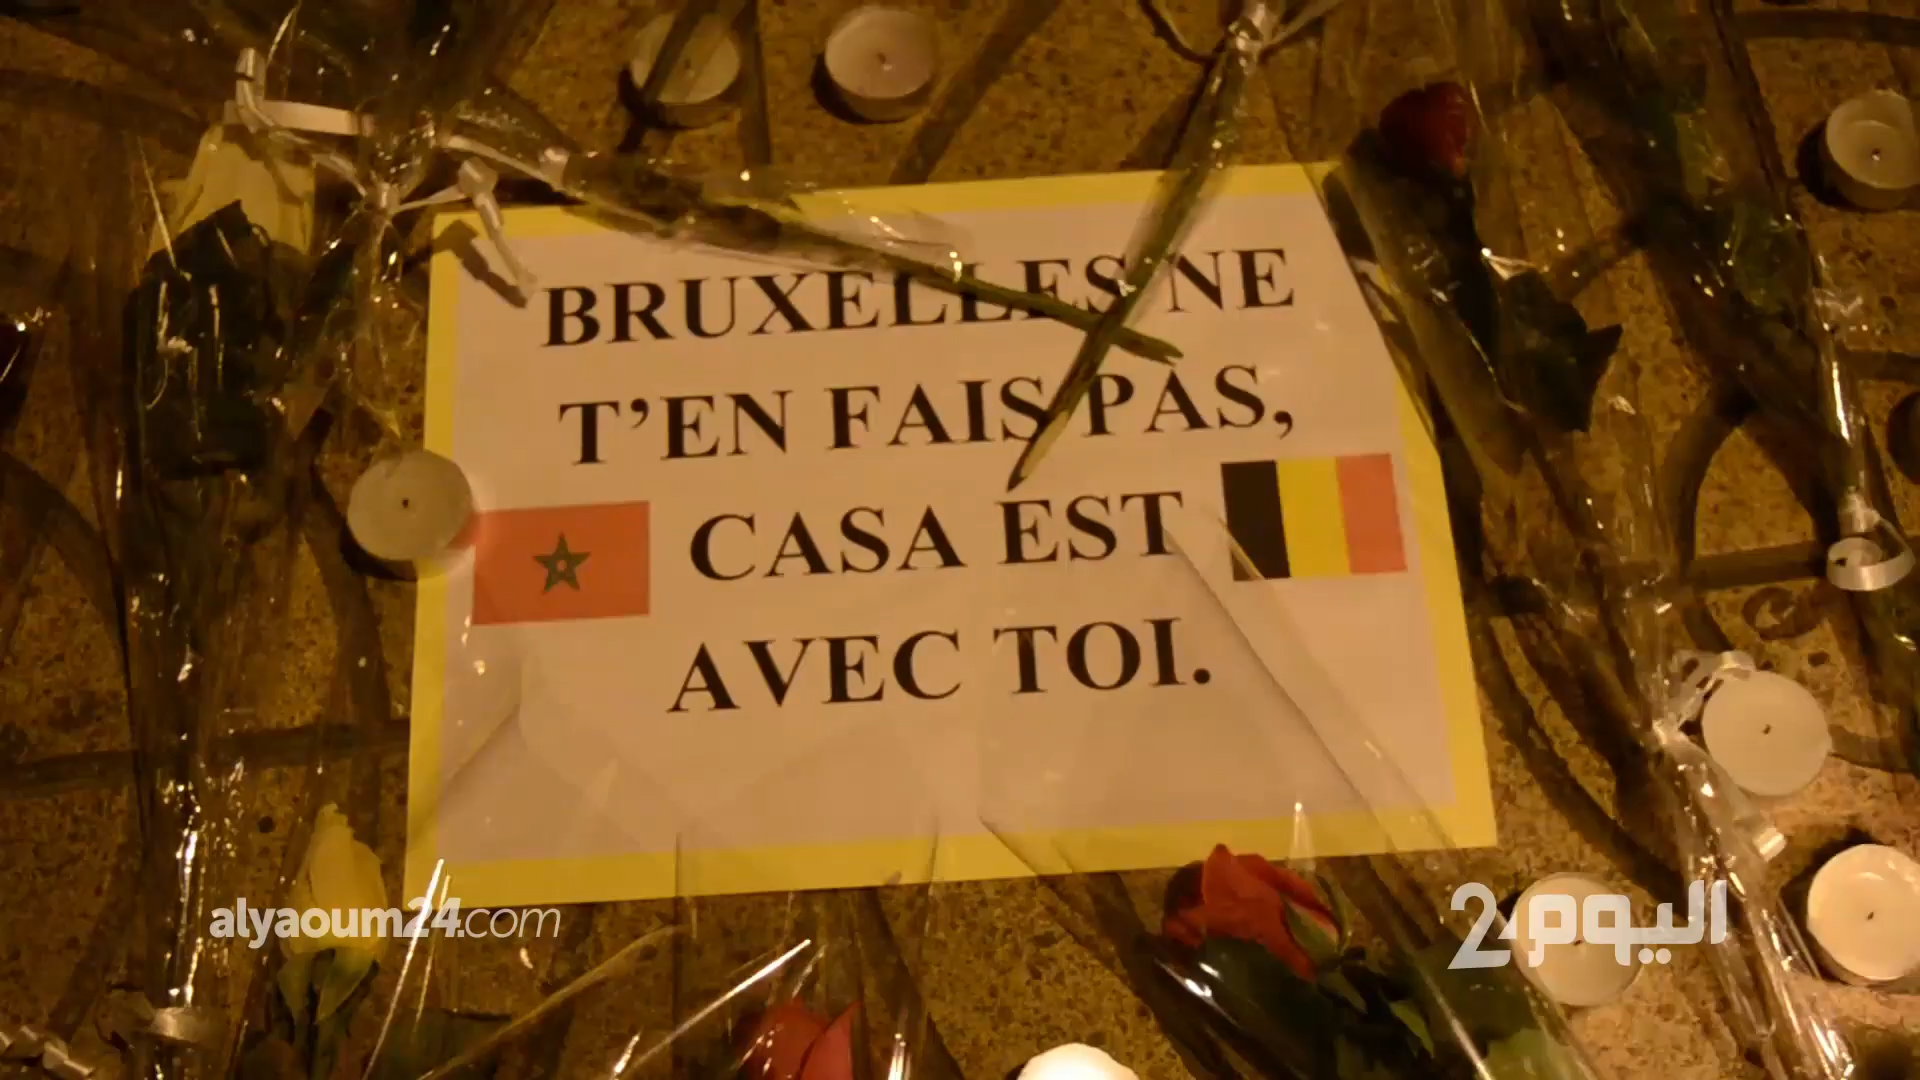 BRUXELLES NE
T'EN FAIS PAS,
CASA EST
AVEC TOI.
alyaoum24.com
اليوم24